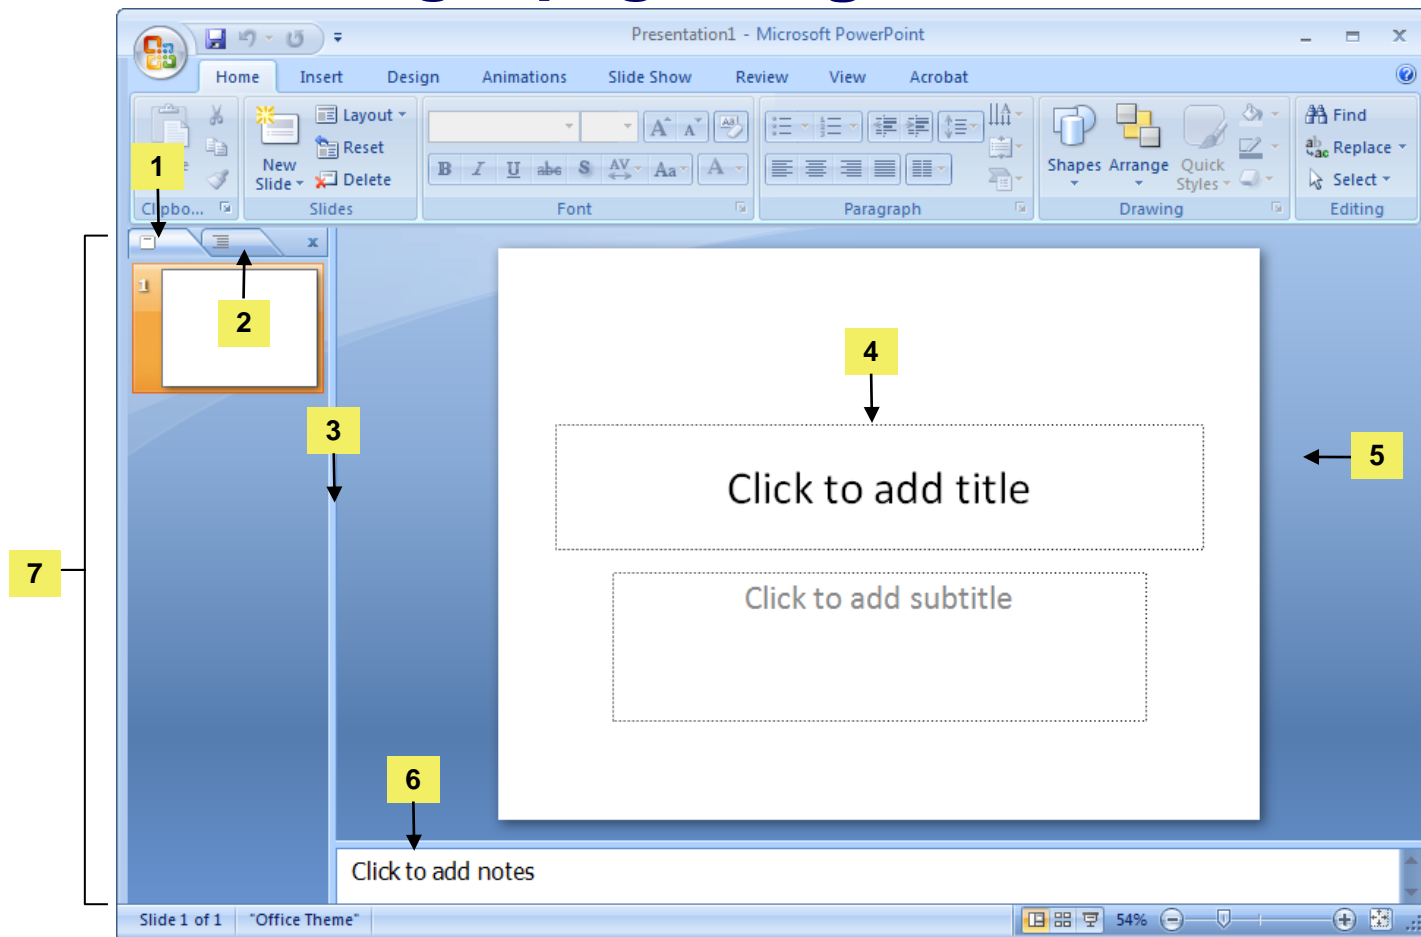 Presentation1 - Microsoft PowerPoint
Home Insert Design Animations Slide Show Review View Acrobat
Layout
Reset
Delete
New
Slide
Shapes Arrange Quick
Styles
Find
Replace
Select
Clipbo... Slides Font Paragraph Drawing Editing
1
2
3
4
5
6
7
1
Click to add title
Click to add subtitle
Click to add notes
Slide 1 of 1 "Office Theme" 54%